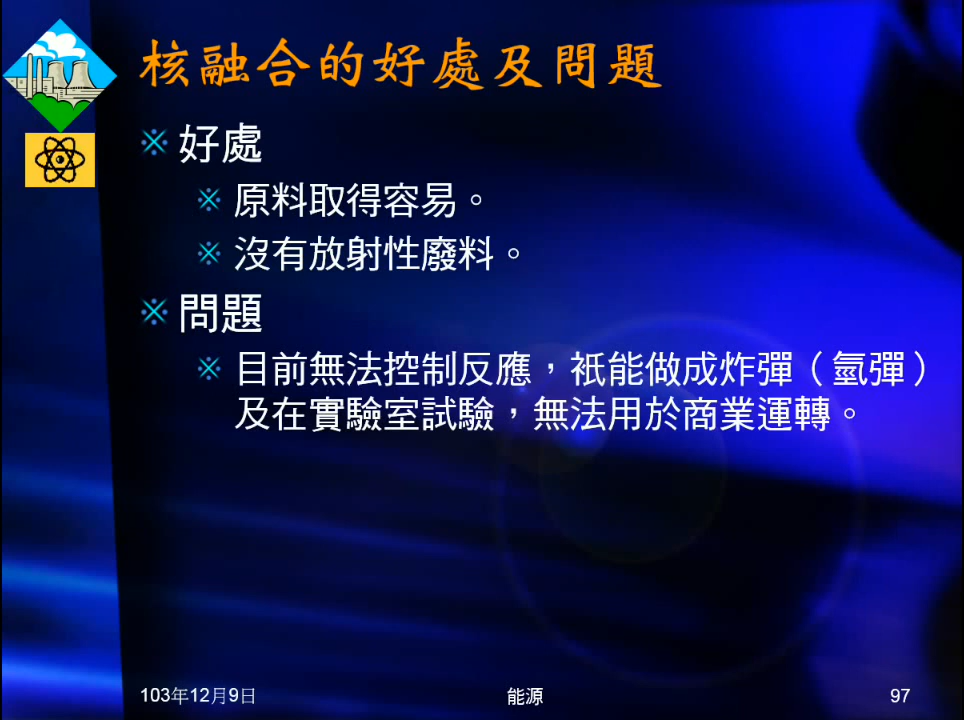 核融合的好處及問題
※ 好處
※ 原料取得容易。
※ 沒有放射性廢料。
※ 問題
※ 目前無法控制反應，祇能做成炸彈（氫彈）
及在實驗室試驗，無法用於商業運轉。
103年12月9日
能源
97